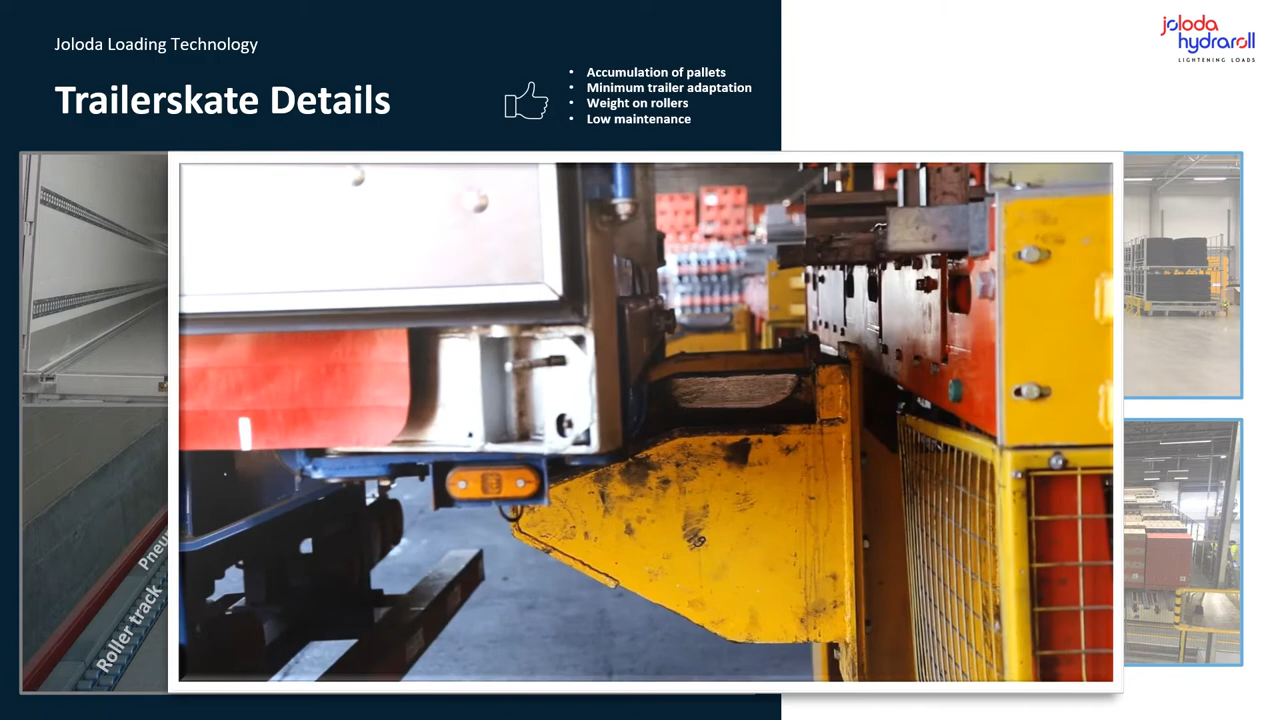 Joloda Loading Technology
Trailerskate Details
• Accumulation of pallets
• Minimum trailer adaptation
• Weight on rollers
• Low maintenance
joloda
hydraroll
LIGHTENING LOADS
Roller track